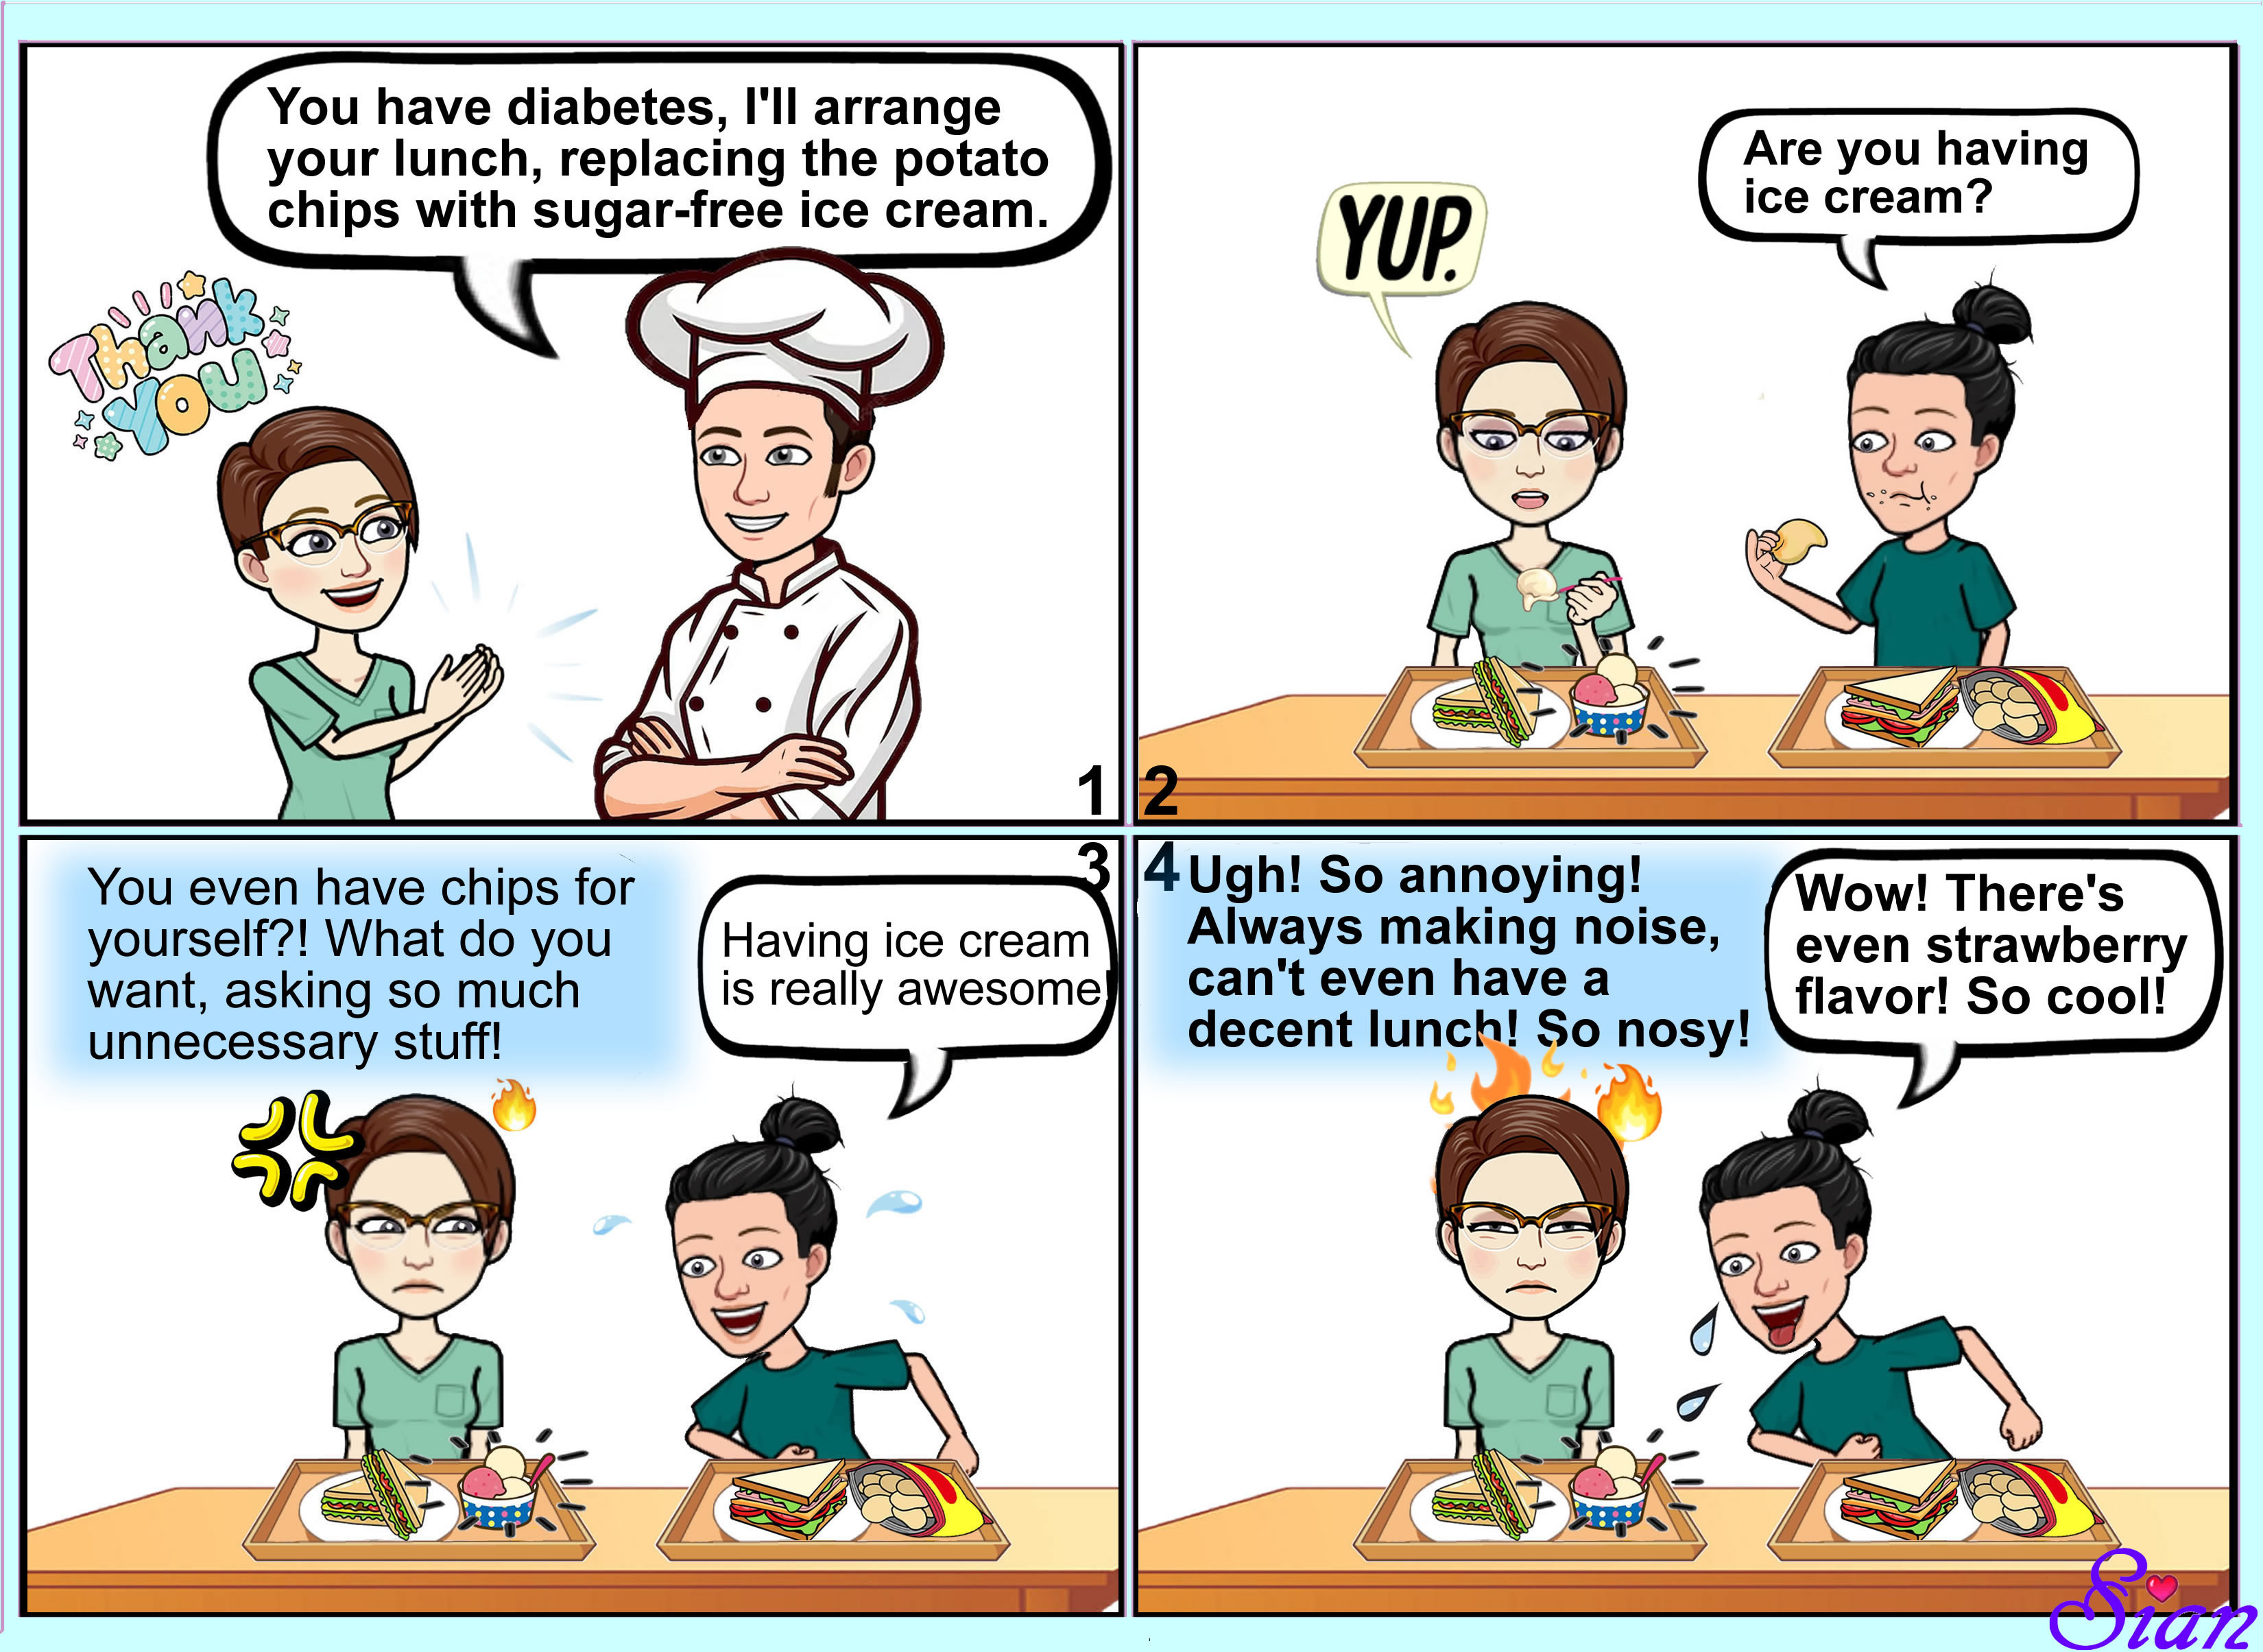 You have diabetes, I'll arrange
your lunch, replacing the potato
chips with sugar-free ice cream.
Thank
You
1
Are you having
ice cream?
YUP.
2
You even have chips for
yourself?! What do you
want, asking so much
unnecessary stuff!
3
Having ice cream
is really awesome!
4
Ugh! So annoying!
Always making noise,
can't even have a
decent lunch! So nosy!
Wow! There's
even strawberry
flavor! So cool!
Sian